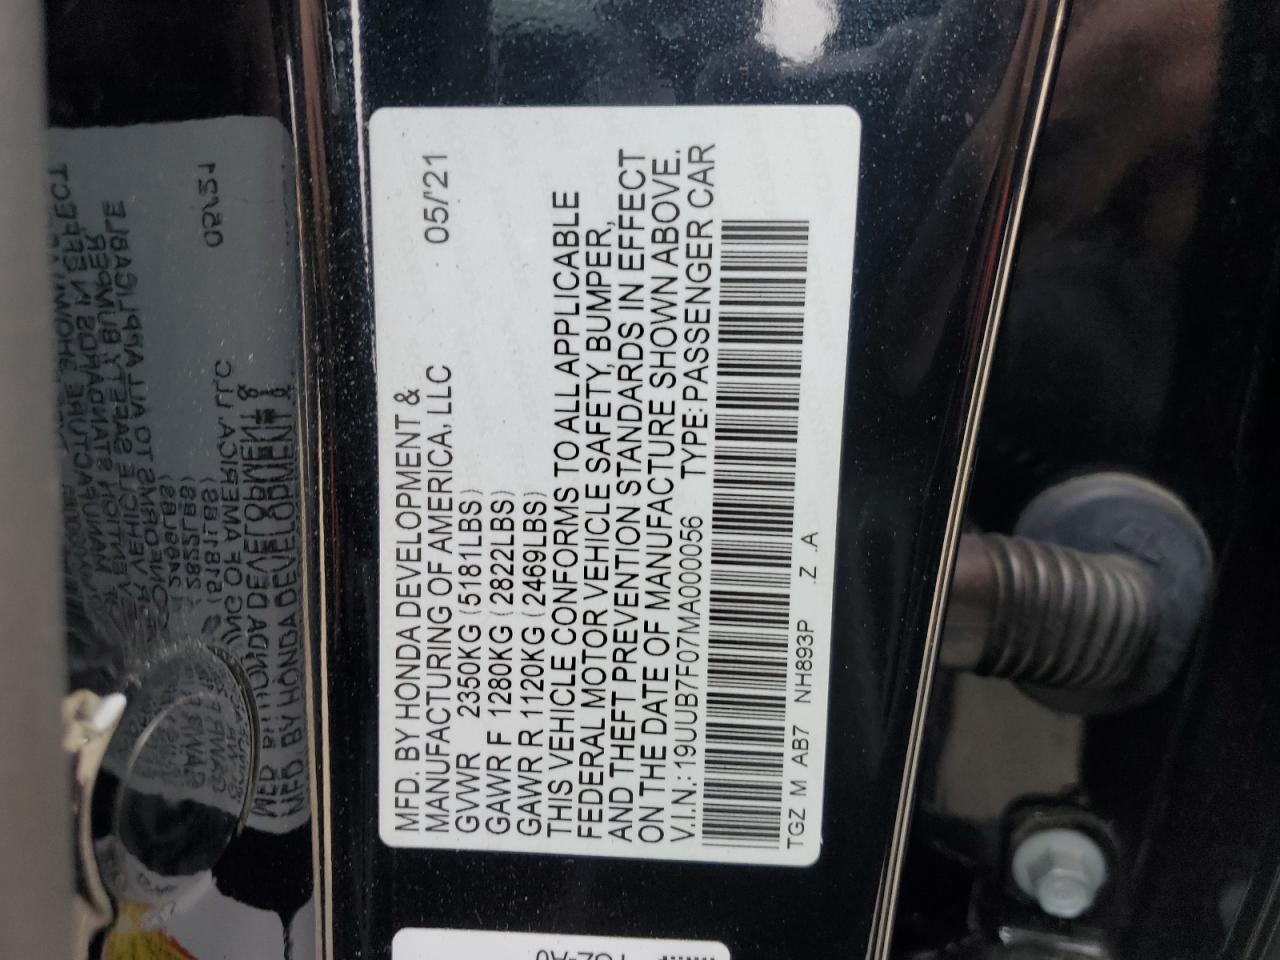 MFD. BY HONDA DEVELOPMENT &
MANUFACTURING OF AMERICA, LLC 05/'21
GVWR 2350KG (5181LBS)
GAWR F 1280KG (2822LBS)
GAWR R 1120KG (2469LBS)
THIS VEHICLE CONFORMS TO ALL APPLICABLE
FEDERAL MOTOR VEHICLE SAFETY, BUMPER,
AND THEFT PREVENTION STANDARDS IN EFFECT
ON THE DATE OF MANUFACTURE SHOWN ABOVE.
V.I.N.: 19UUB7F07MA000056 TYPE: PASSENGER CAR
TGZ M AB7 NH893P .Z .A